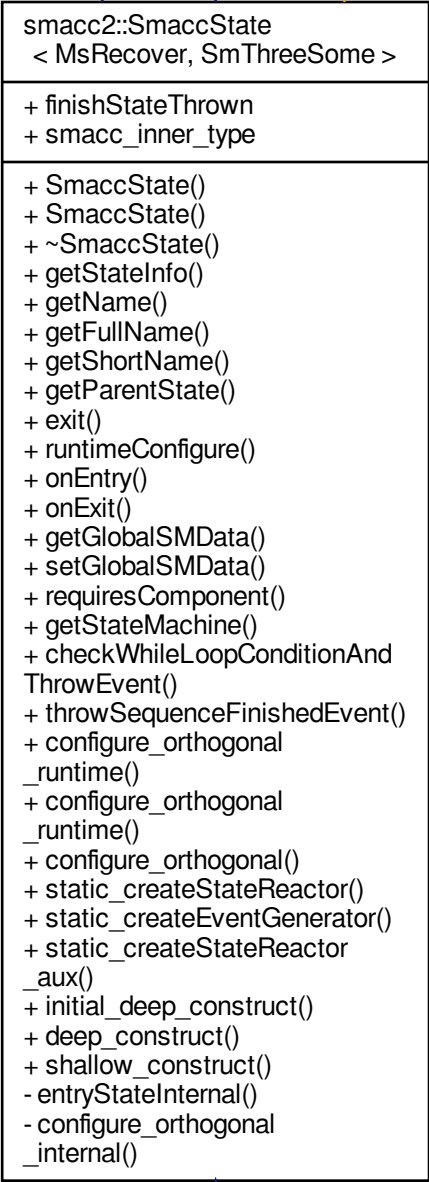 smacc2::SmaccState
< MsRecover, SmThreeSome >
+ finishStateThrown
+ smacc_inner_type
+ SmaccState()
+ SmaccState()
+ ~SmaccState()
+ getStateInfo()
+ getName()
+ getFullName()
+ getShortName()
+ getParentState()
+ exit()
+ runtimeConfigure()
+ onEntry()
+ onExit()
+ getGlobalSMData()
+ setGlobalSMData()
+ requiresComponent()
+ getStateMachine()
+ checkWhileLoopConditionAnd
ThrowEvent()
+ throwSequenceFinishedEvent()
+ configure_orthogonal
_runtime()
+ configure_orthogonal
_runtime()
+ configure_orthogonal()
+ static_createStateReactor()
+ static_createEventGenerator()
+ static_createStateReactor
_aux()
+ initial_deep_construct()
+ deep_construct()
+ shallow_construct()
- entryStateInternal()
- configure_orthogonal
_internal()